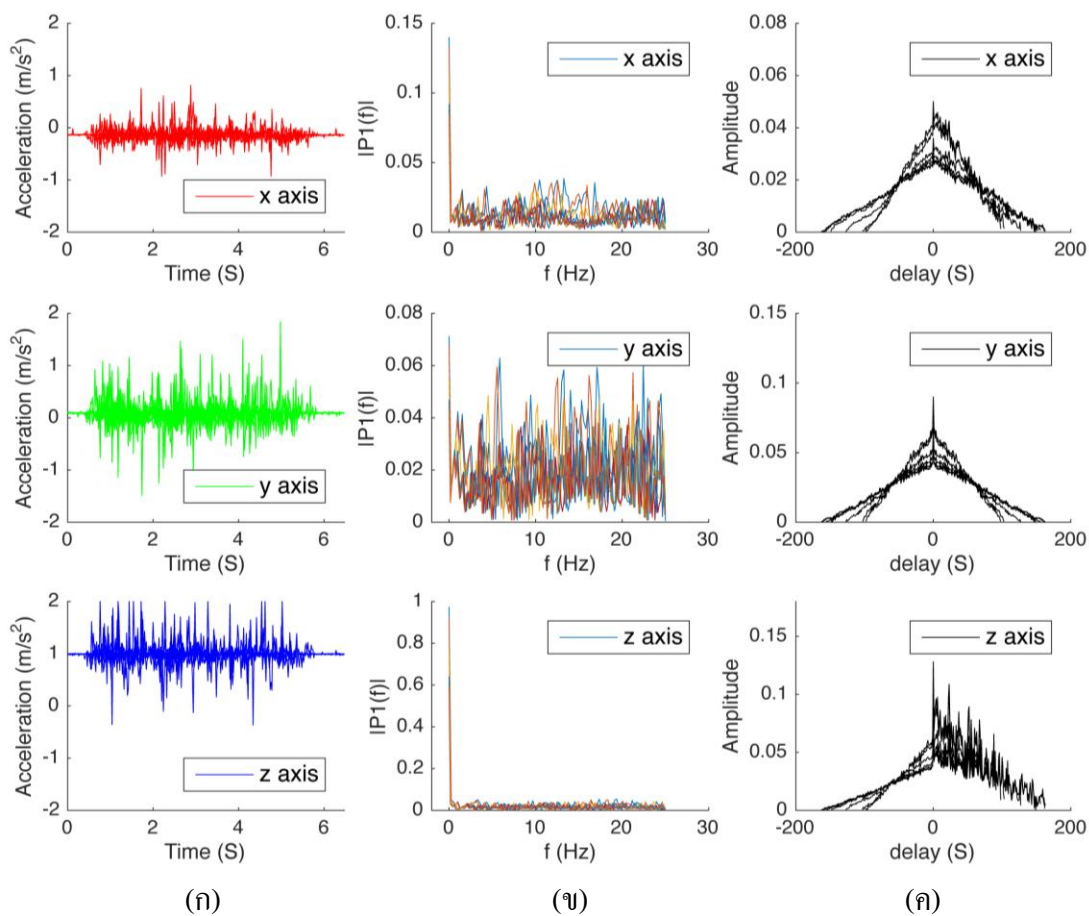 2
1
0
-1
-2
Acceleration (m/s²)
x axis
0 2 4 6
Time (S)
0.15
0.1
0.05
0
|P1(f)|
x axis
0 10 20 30
f (Hz)
0.08
0.06
0.04
0.02
0
Amplitude
x axis
-200 0 200
delay (S)
2
1
0
-1
-2
Acceleration (m/s²)
y axis
0 2 4 6
Time (S)
0.08
0.06
0.04
0.02
0
|P1(f)|
y axis
0 10 20 30
f (Hz)
0.15
0.1
0.05
0
Amplitude
y axis
-200 0 200
delay (S)
2
1
0
1
-2
Acceleration (m/s²)
z axis
0 2 4 6
Time (S)
1
0.8
0.6
0.4
0.2
0
|P1(f)|
z axis
0 10 20 30
f (Hz)
0.15
0.1
0.05
0
Amplitude
z axis
-200 0 200
delay (S)
(ก) (ข) (ค)